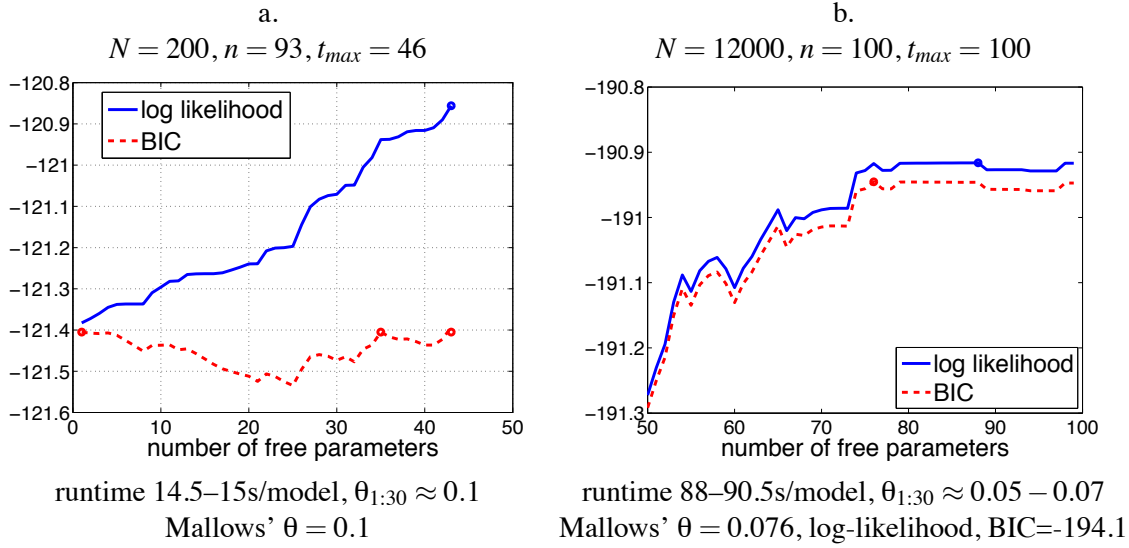 a.
N = 200, n = 93, t_max = 46
−120.8
−120.9
−121
−121.1
−121.2
−121.3
−121.4
−121.5
−121.6
log likelihood
BIC
0 10 20 30 40 50
number of free parameters
runtime 14.5–15s/model, θ_1:30 ≈ 0.1
Mallows’ θ = 0.1
b.
N = 12000, n = 100, t_max = 100
−190.8
−190.9
−191
−191.1
−191.2
−191.3
log likelihood
BIC
50 60 70 80 90 100
number of free parameters
runtime 88–90.5s/model, θ_1:30 ≈ 0.05 − 0.07
Mallows’ θ = 0.076, log-likelihood, BIC=-194.1